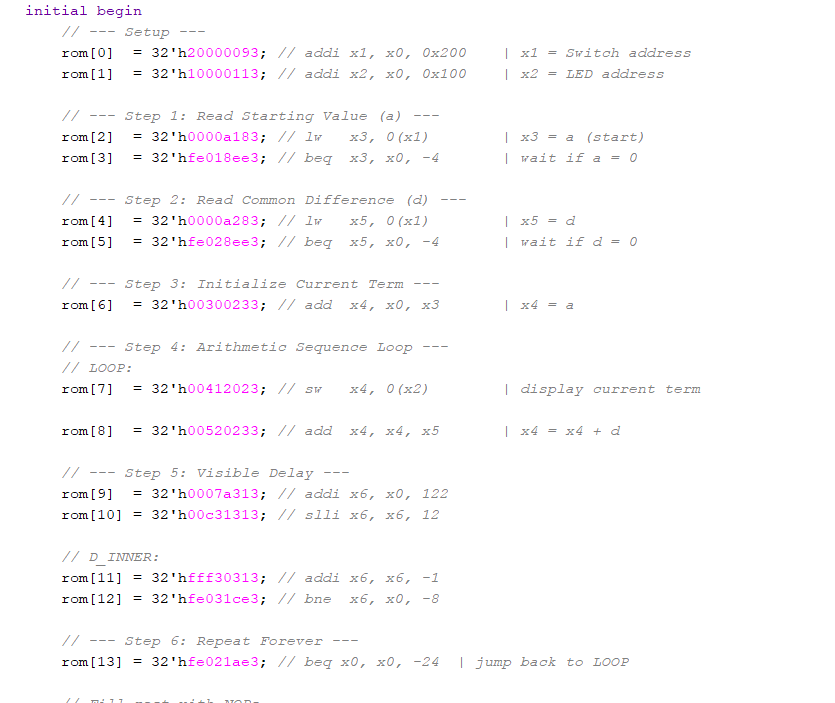 initial begin
// --- Setup ---
rom[0] = 32'h20000093; // addi x1, x0, 0x200 | x1 = Switch address
rom[1] = 32'h10000113; // addi x2, x0, 0x100 | x2 = LED address
// --- Step 1: Read Starting Value (a) ---
rom[2] = 32'h0000a183; // lw x3, 0(x1) | x3 = a (start)
rom[3] = 32'hfe018ee3; // beq x3, x0, -4 | wait if a = 0
// --- Step 2: Read Common Difference (d) ---
rom[4] = 32'h0000a283; // lw x5, 0(x1) | x5 = d
rom[5] = 32'hfe028ee3; // beq x5, x0, -4 | wait if d = 0
// --- Step 3: Initialize Current Term ---
rom[6] = 32'h00300233; // add x4, x0, x3 | x4 = a
// --- Step 4: Arithmetic Sequence Loop ---
// LOOP:
rom[7] = 32'h00412023; // sw x4, 0(x2) | display current term
rom[8] = 32'h00520233; // add x4, x4, x5 | x4 = x4 + d
// --- Step 5: Visible Delay ---
rom[9] = 32'h0007a313; // addi x6, x0, 122
rom[10] = 32'h00c31313; // slli x6, x6, 12
// D_INNER:
rom[11] = 32'hfff30313; // addi x6, x6, -1
rom[12] = 32'hfe031ce3; // bne x6, x0, -8
// --- Step 6: Repeat Forever ---
rom[13] = 32'hfe021ae3; // beq x0, x0, -24 | jump back to LOOP
// Fill rest with NOPs